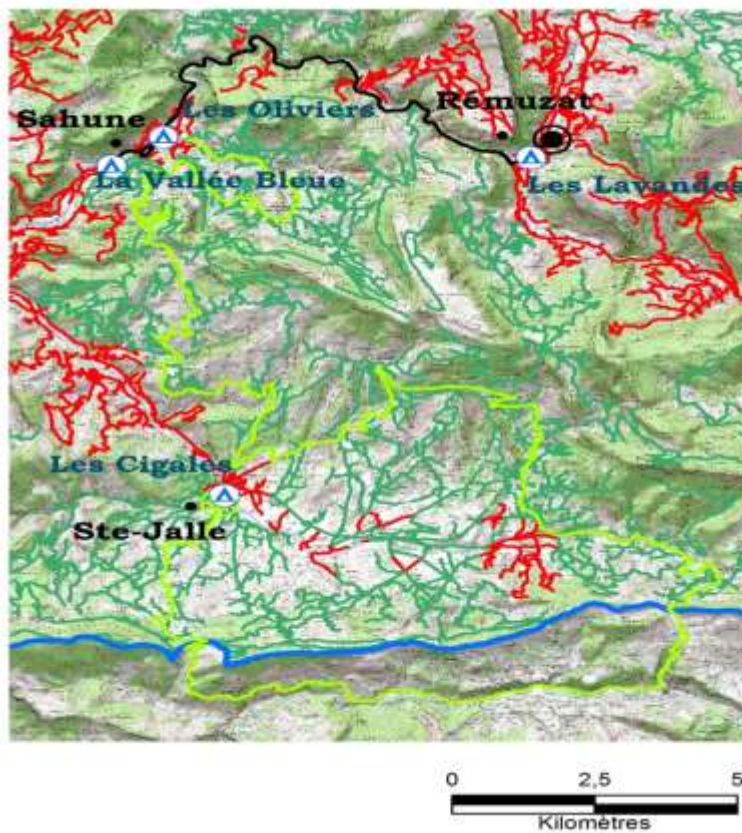 Les Oliviers
Sahune
Rémuzat
La Vallée Bleue
Les Lavandes
Les Cigales
Ste-Jalle
0 2,5 5
Kilomètres